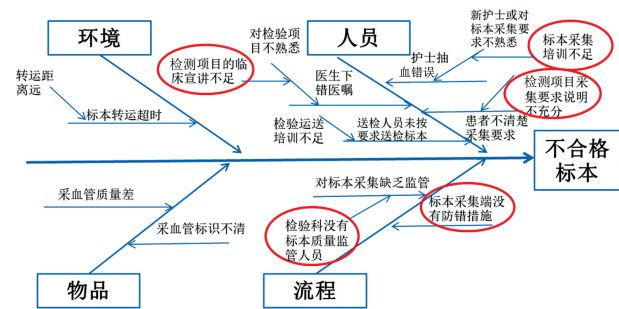 环境
人员
转运距
离远
标本转运超时
对检验项
目不熟悉
检测项目的临
床宣讲不足
医生下
错医嘱
检验运送
培训不足
送检人员未按
要求送检标本
护士抽
血错误
新护士或对
标本采集要
求不熟悉
标本采集
培训不足
检测项目采
集要求说明
不充分
患者不清楚
采集要求
不合格
标本
采血管质量差
采血管标识不清
对标本采集缺乏监管
检验科没有
标本质量监
管人员
标本采集端没
有防错措施
物品
流程